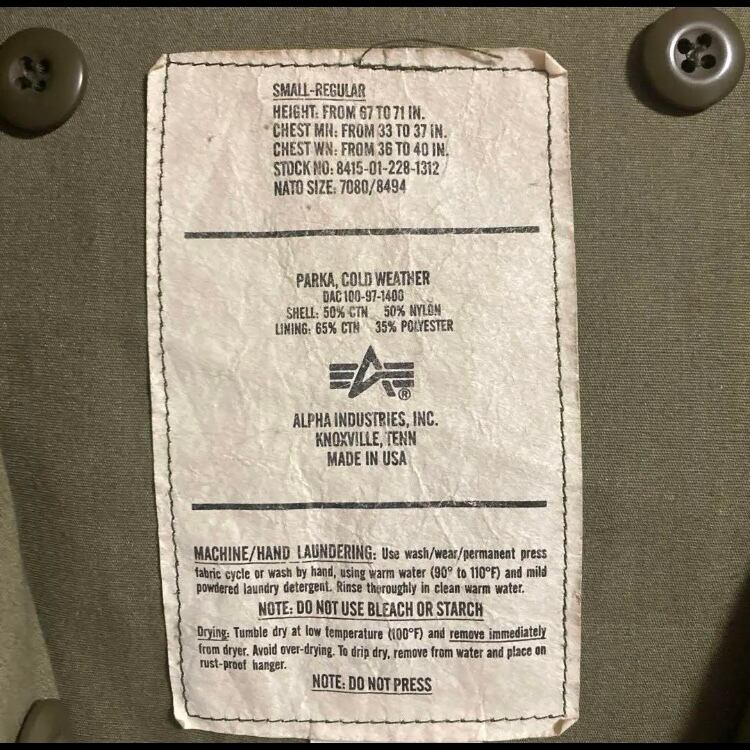 SMALL-REGULAR
HEIGHT: FROM 67 TO 71 IN.
CHEST MN: FROM 33 TO 37 IN.
CHEST WN: FROM 36 TO 40 IN.
STOCK NO: 8415-01-228-1312
NATO SIZE: 7080/8494
PARKA, COLD WEATHER
DAC100-97-1400
SHELL: 50% CTN 50% NYLON
LINING: 65% CTN 35% POLYESTER
®
ALPHA INDUSTRIES, INC.
KNOXVILLE, TENN
MADE IN USA
MACHINE/HAND LAUNDERING: Use wash/wear/permanent press
fabric cycle or wash by hand, using warm water (90° to 110°F) and mild
powdered laundry detergent. Rinse thoroughly in clean warm water.
NOTE: DO NOT USE BLEACH OR STARCH
Drying: Tumble dry at low temperature (100°F) and remove immediately
from dryer. Avoid over-drying. To drip dry, remove from water and place on
rust-proof hanger.
NOTE: DO NOT PRESS